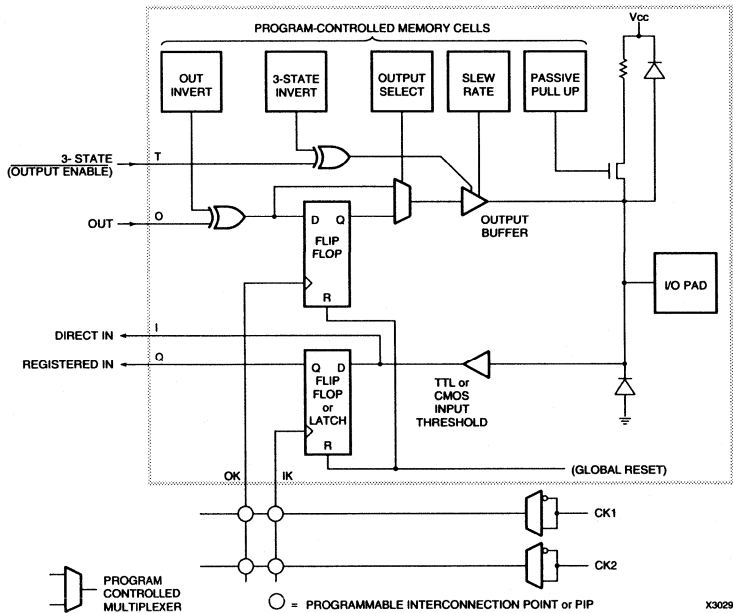 Vcc
PROGRAM-CONTROLLED MEMORY CELLS
OUT
INVERT
3-STATE
INVERT
OUTPUT
SELECT
SLEW
RATE
PASSIVE
PULL UP
3- STATE
(OUTPUT ENABLE)
T
OUT
O
D Q
FLIP
FLOP
R
OUTPUT
BUFFER
I/O PAD
DIRECT IN
I
REGISTERED IN
Q
Q D
FLIP
FLOP
or
LATCH
R
TTL or
CMOS
INPUT
THRESHOLD
OK
IK
(GLOBAL RESET)
CK1
CK2
PROGRAM
CONTROLLED
MULTIPLEXER
= PROGRAMMABLE INTERCONNECTION POINT or PIP
X3029